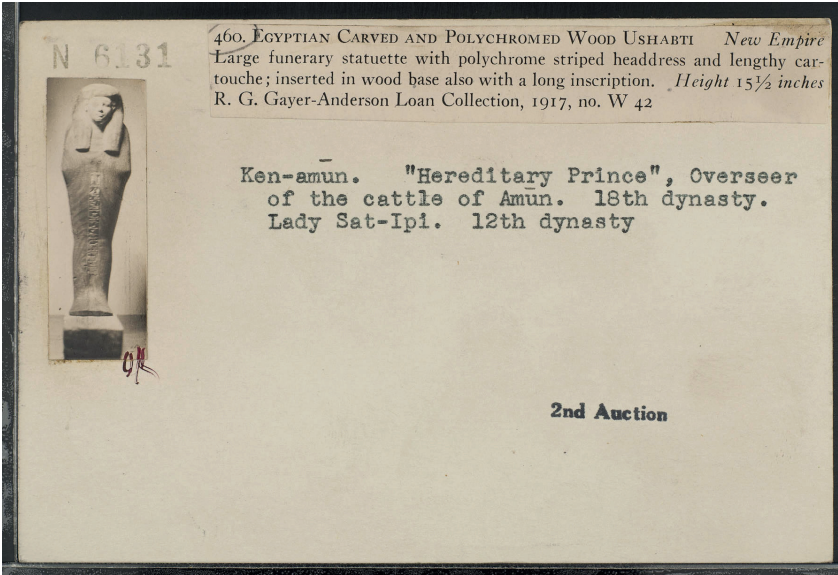 N 6131
460. EGYPTIAN CARVED AND POLYCHROMED WOOD USHABTI New Empire
Large funerary statuette with polychrome striped headdress and lengthy car-
touche; inserted in wood base also with a long inscription. Height 15½ inches
R. G. Gayer-Anderson Loan Collection, 1917, no. W 42
Ken-amūn. "Hereditary Prince", Overseer
of the cattle of Amūn. 18th dynasty.
Lady Sat-Ipi. 12th dynasty
2nd Auction